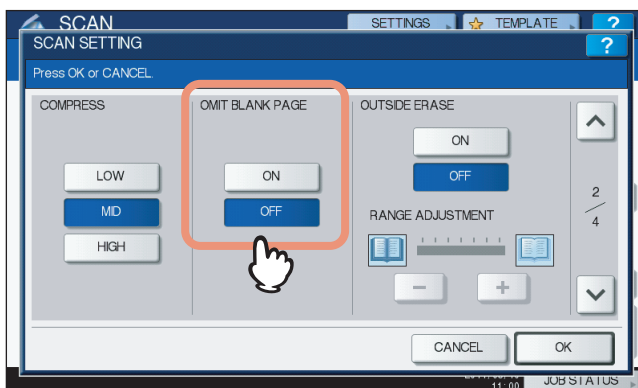 SCAN
SETTINGS
TEMPLATE
?
SCAN SETTING
?
Press OK or CANCEL.
COMPRESS
OMIT BLANK PAGE
OUTSIDE ERASE
LOW
MID
HIGH
ON
OFF
ON
OFF
RANGE ADJUSTMENT
-
+
2
4
CANCEL
OK
11:00
JOB STATUS